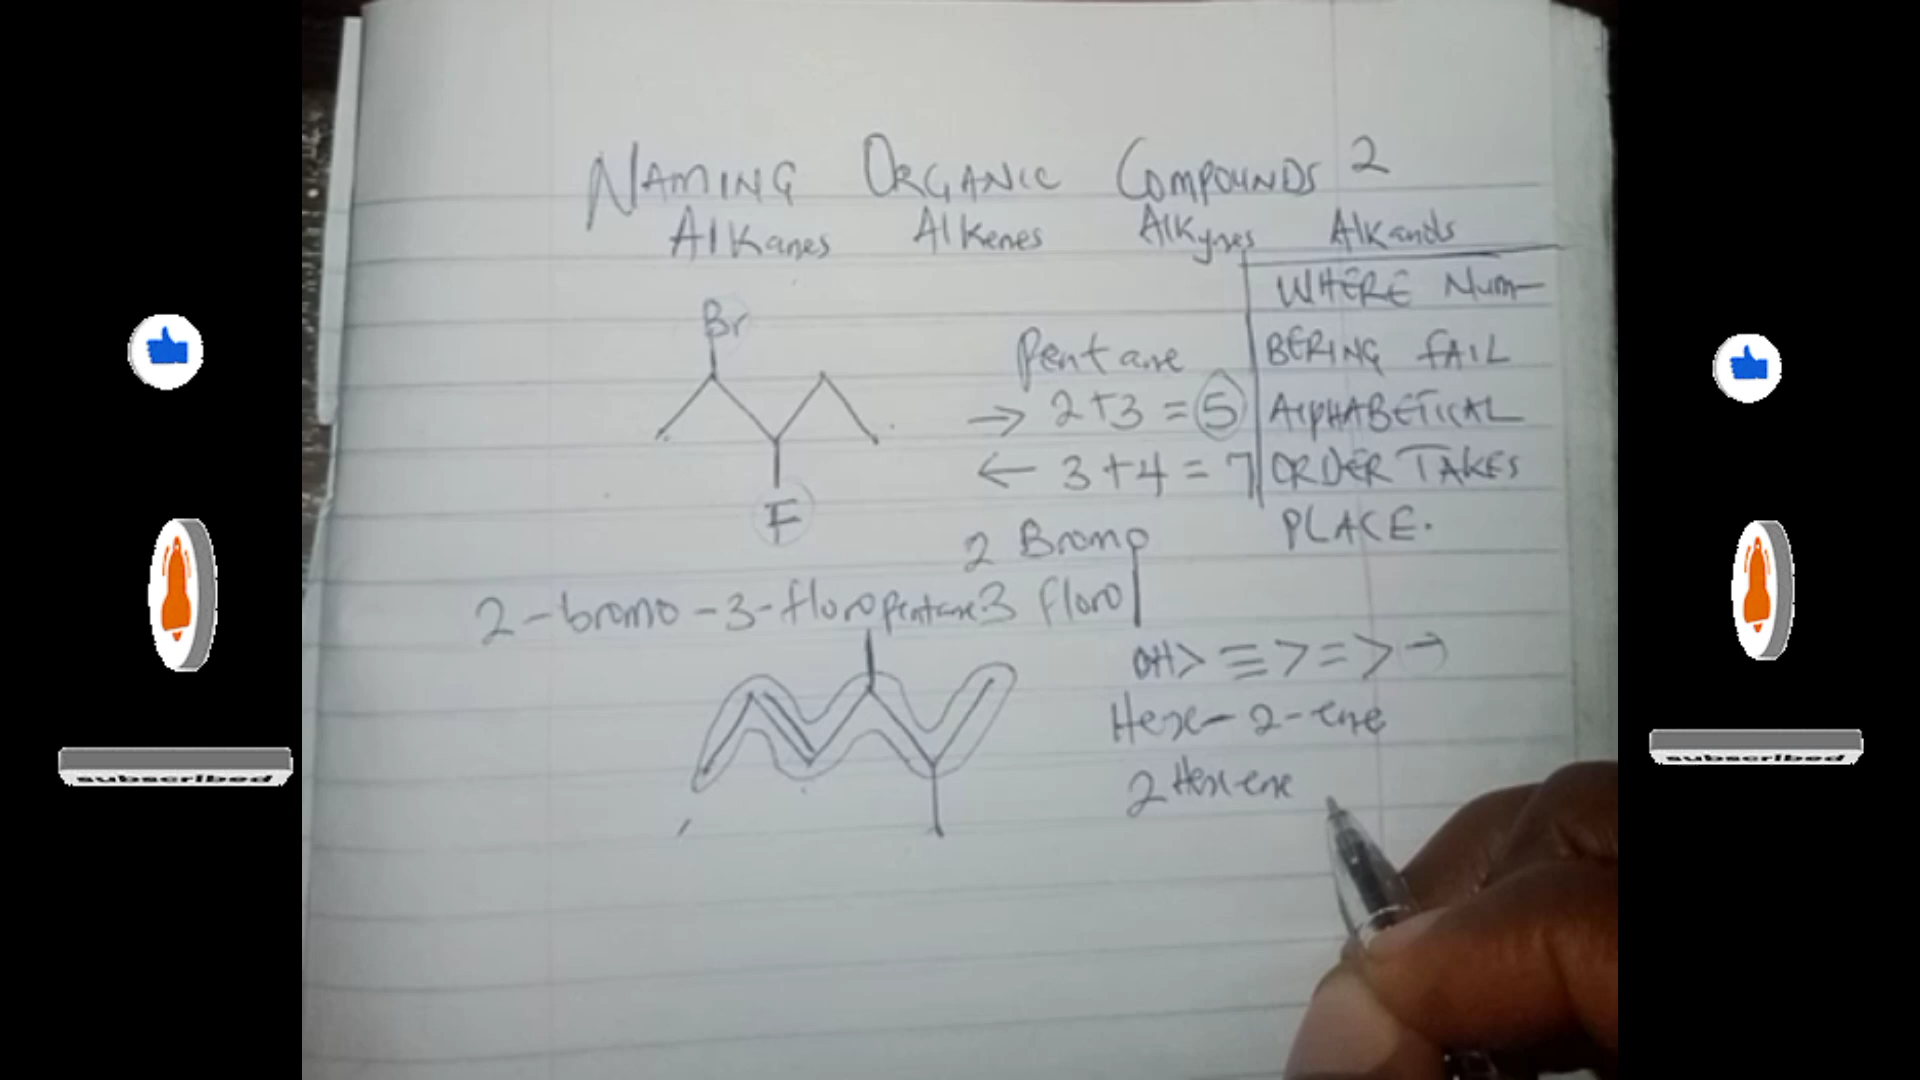 NAMING ORGANIC COMPOUNDS 2
Alkanes Alkenes Alkynes Alkanols
WHERE NUM-
BERING FAIL
ALPHABETICAL
ORDER TAKES
PLACE.
Br
F
Pentane
→ 2+3 = 5
← 3+4 = 7
2 Bromo
3 floro
2-bromo-3-floropentane
OH> ≡ > = > -
Hex-2-ene
2 Hexene
subscribed
subscribed